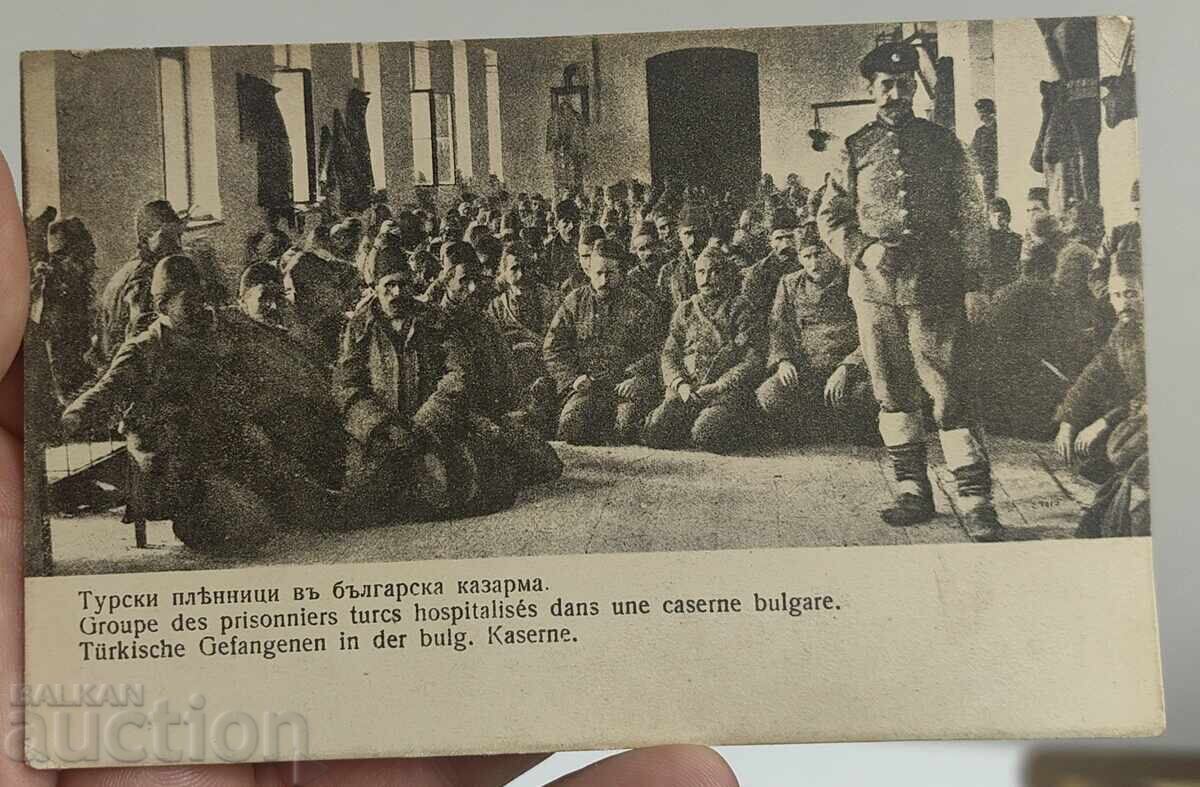 Турски плѣнници въ българска казарма.
Groupe des prisonniers turcs hospitalisés dans une caserne bulgare.
Türkische Gefangenen in der bulg. Kaserne.
BALKAN
auction